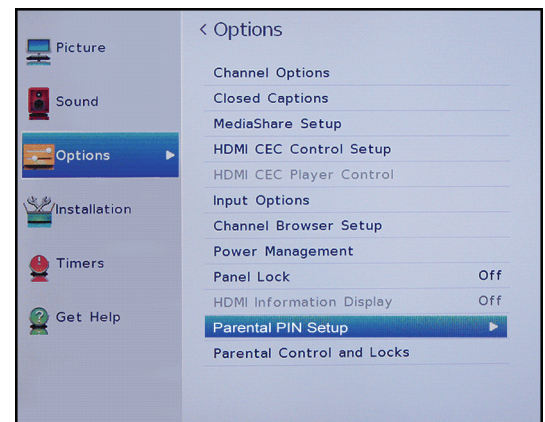 Picture
Sound
Options
Installation
Timers
Get Help
< Options
Channel Options
Closed Captions
MediaShare Setup
HDMI CEC Control Setup
HDMI CEC Player Control
Input Options
Channel Browser Setup
Power Management
Panel Lock Off
HDMI Information Display Off
Parental PIN Setup
Parental Control and Locks